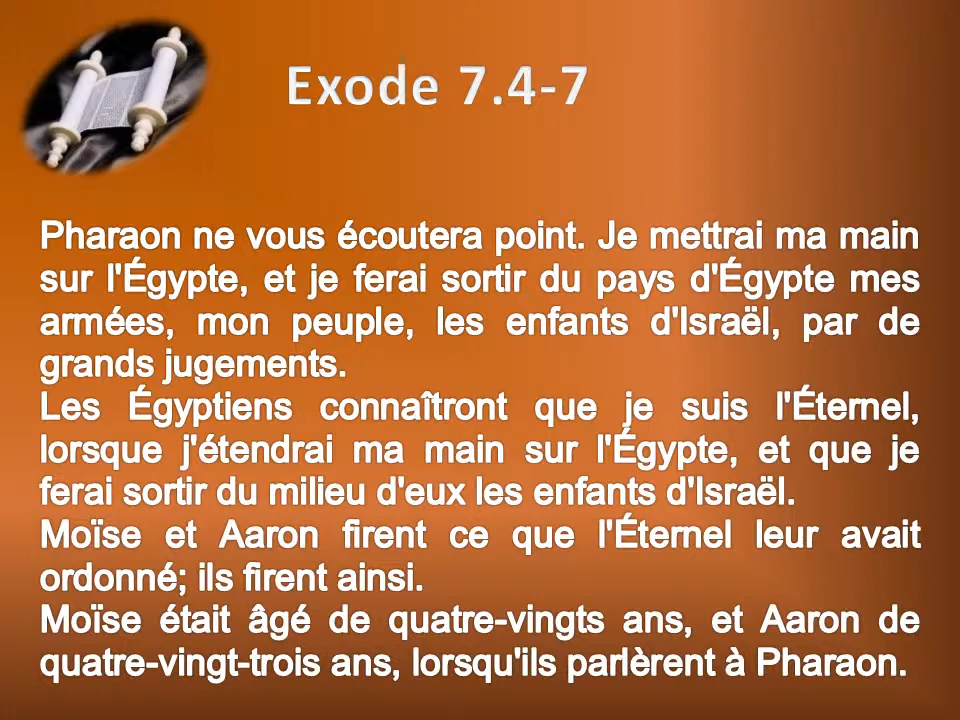 Exode 7.4-7
Pharaon ne vous écoutera point. Je mettrai ma main
sur l'Égypte, et je ferai sortir du pays d'Égypte mes
armées, mon peuple, les enfants d'Israël, par de
grands jugements.
Les Égyptiens connaîtront que je suis l'Éternel,
lorsque j'étendrai ma main sur l'Égypte, et que je
ferai sortir du milieu d'eux les enfants d'Israël.
Moïse et Aaron firent ce que l'Éternel leur avait
ordonné; ils firent ainsi.
Moïse était âgé de quatre-vingts ans, et Aaron de
quatre-vingt-trois ans, lorsqu'ils parlèrent à Pharaon.